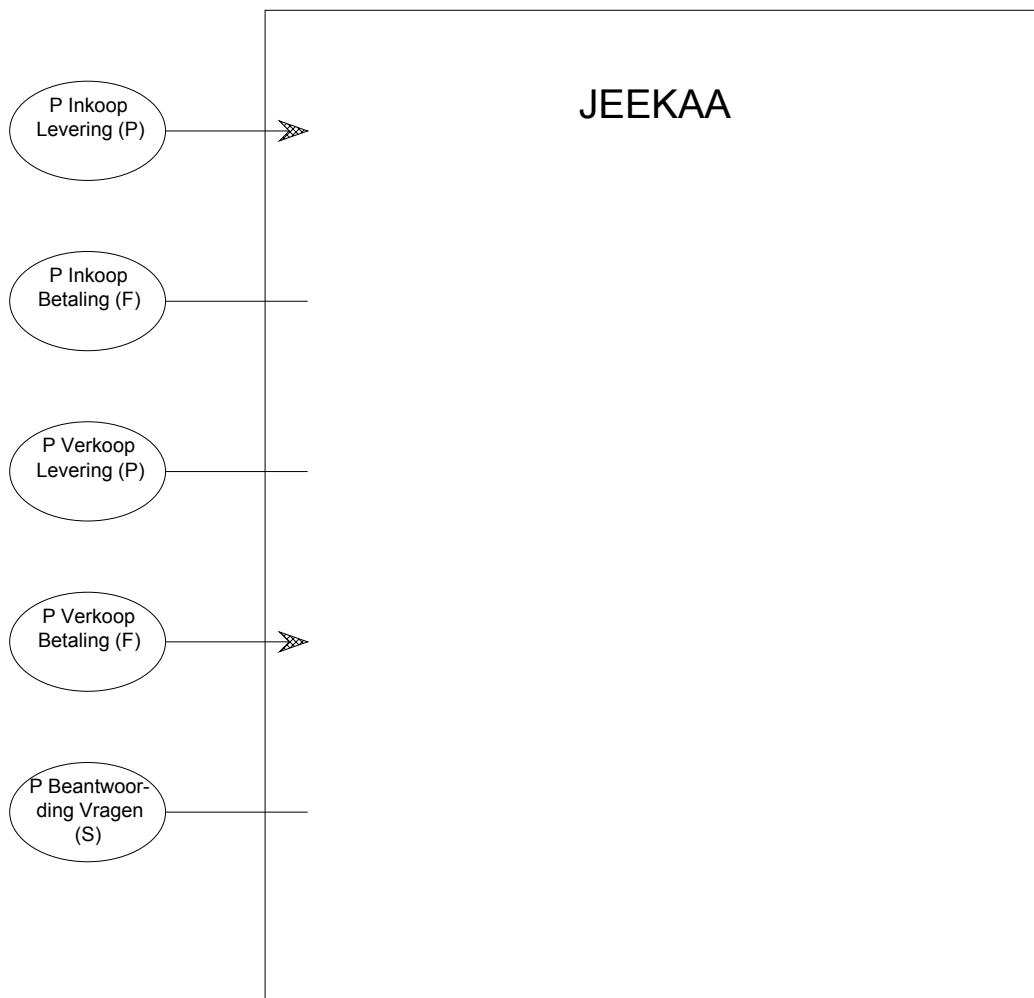 JEEKAA
P Inkoop
Levering (P)
P Inkoop
Betaling (F)
P Verkoop
Levering (P)
P Verkoop
Betaling (F)
P Beantwoor-
ding Vragen
(S)